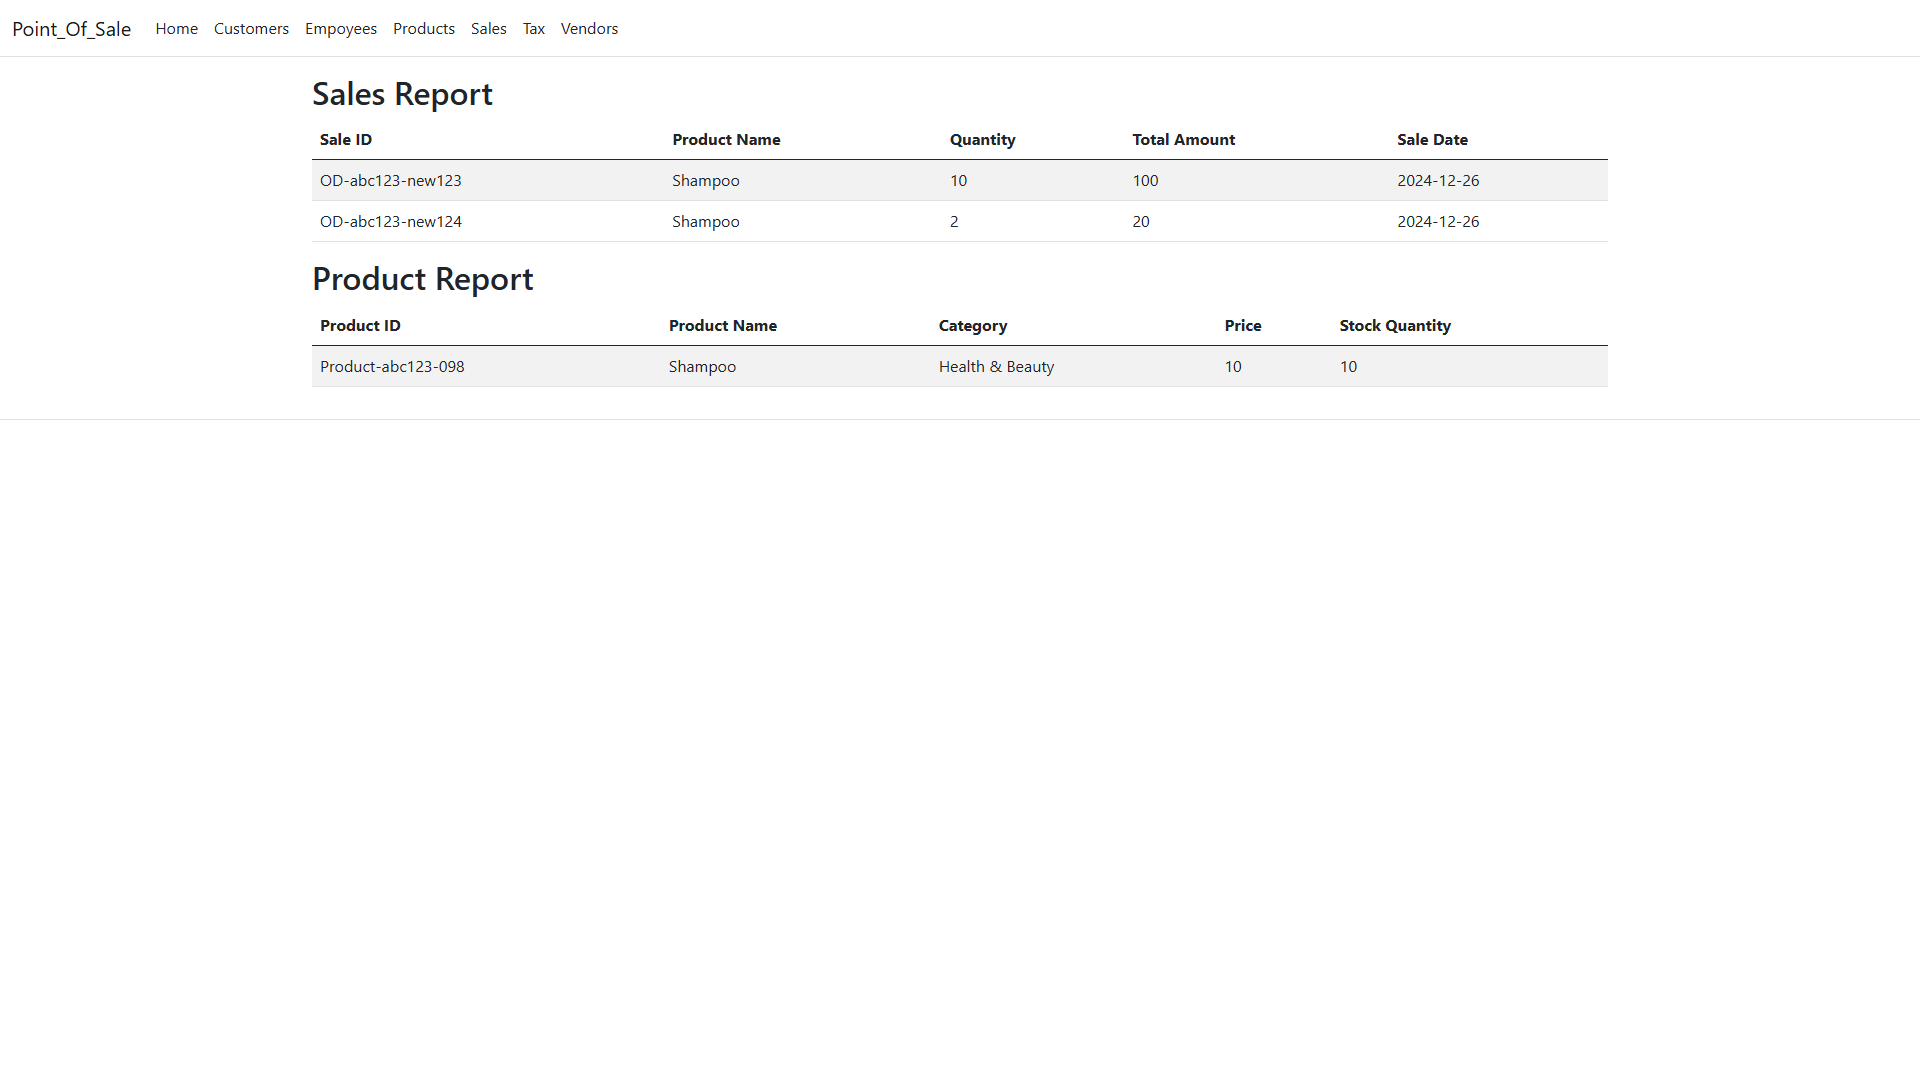 Point_Of_Sale Home Customers Empoyees Products Sales Tax Vendors
Sales Report
Sale ID Product Name Quantity Total Amount Sale Date
OD-abc123-new123 Shampoo 10 100 2024-12-26
OD-abc123-new124 Shampoo 2 20 2024-12-26
Product Report
Product ID Product Name Category Price Stock Quantity
Product-abc123-098 Shampoo Health & Beauty 10 10